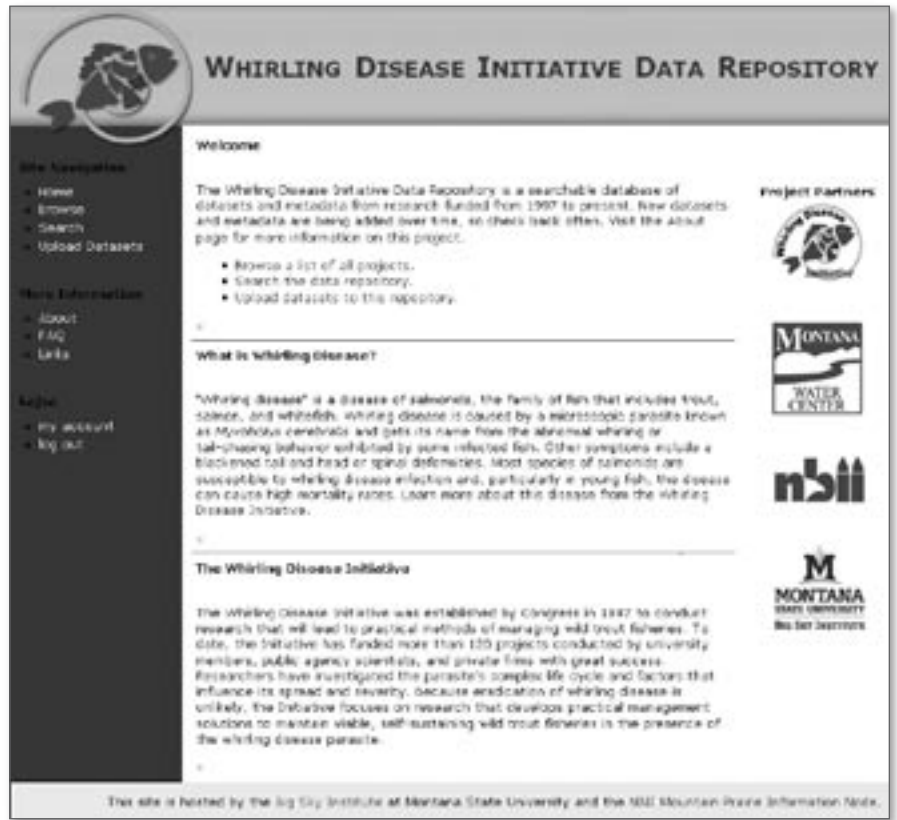 WHIRLING DISEASE INITIATIVE DATA REPOSITORY
Site Navigation
Home
Browse
Search
Upload Datasets
More Information
About
FAQ
Links
my account
log out
Welcome
The Whirling Disease Initiative Data Repository is a searchable database of
datasets and metadata from research funded from 1997 to present. New datasets
and metadata are being added over time, so check back often. Visit the About
page for more information on this project.
Browse a list of all projects.
Search the data repository.
Upload datasets to this repository.
What is Whirling Disease?
"Whirling disease" is a disease of salmonids, the family of fish that includes trout,
salmon, and whitefish. Whirling disease is caused by a microscopic parasite known
as Myxobolus cerebralis and gets its name from the abnormal whirling or
tail-chasing behavior exhibited by some infected fish. Other symptoms include a
blackened tail and head or spinal deformities. Most species of salmonids are
susceptible to whirling disease infection and, particularly in young fish, the disease
can cause high mortality rates. Learn more about this disease from the Whirling
Disease Initiative.
The Whirling Disease Initiative
The Whirling Disease Initiative was established by Congress in 1997 to conduct
research that will lead to practical methods of managing wild trout fisheries. To
date, the Initiative has funded more than projects conducted by university
members, public agency scientists, and private firms with great success.
Researchers have investigated the parasite's complex life cycle and factors that
influence its spread and severity. Because eradication of whirling disease is
unlikely, the Initiative focuses on research that develops practical management
solutions to maintain viable, self-sustaining wild trout fisheries in the presence of
the whirling disease parasite.
Project Partners
Whirling Disease
Initiative
MONTANA
WATER
CENTER
nbii
M
MONTANA
STATE UNIVERSITY
BIG SKY INSTITUTE
This site is hosted by the Big Sky Institute at Montana State University and the NBII Mountain Prairie Information Node.